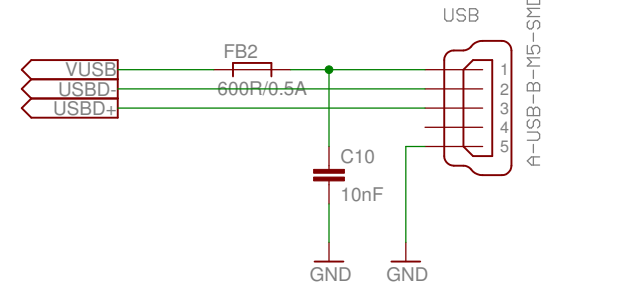 USB
FB2
VUSB
600R/0.5A
USBD-
USBD+
1
2
3
4
5
A-USB-B-M5-SMD
C10
10nF
GND
GND